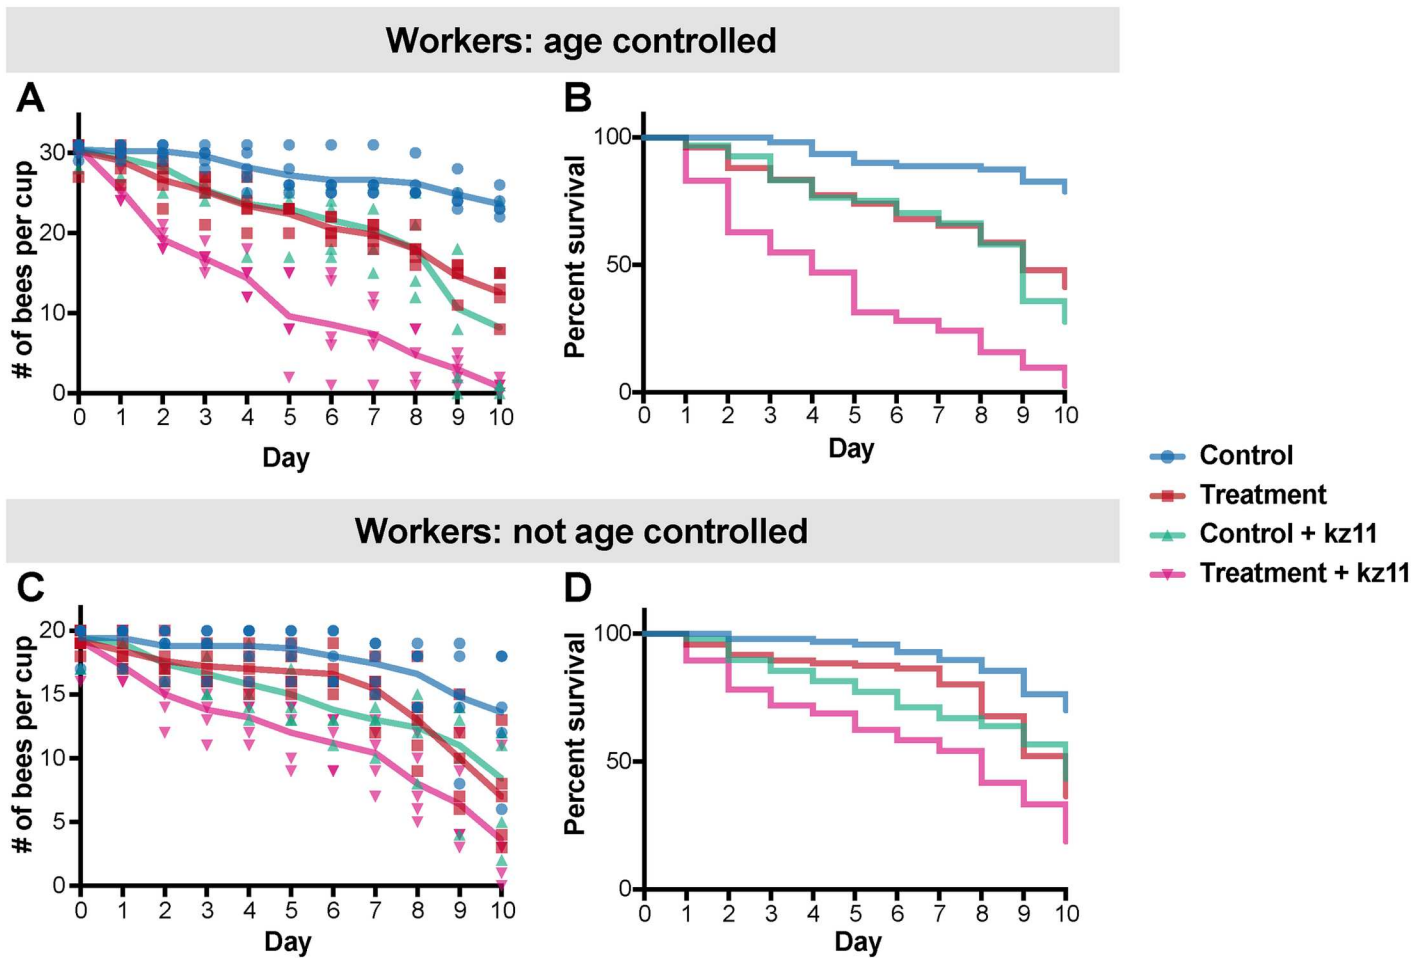 Workers: age controlled
A
B
# of bees per cup
30
20
10
0
0 1 2 3 4 5 6 7 8 9 10
Day
Percent survival
100
50
0
0 1 2 3 4 5 6 7 8 9 10
Day
Control
Treatment
Control + kz11
Treatment + kz11
Workers: not age controlled
C
D
# of bees per cup
20
15
10
5
0
0 1 2 3 4 5 6 7 8 9 10
Day
Percent survival
100
50
0
0 1 2 3 4 5 6 7 8 9 10
Day